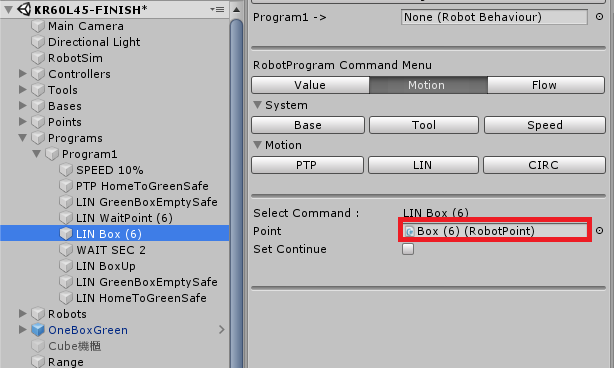 KR60L45-FINISH*
Main Camera
Directional Light
RobotSim
Controllers
Tools
Bases
Points
Programs
Program1
SPEED 10%
PTP HomeToGreenSafe
LIN GreenBoxEmptySafe
LIN WaitPoint (6)
LIN Box (6)
WAIT SEC 2
LIN BoxUp
LIN GreenBoxEmptySafe
LIN HomeToGreenSafe
Robots
OneBoxGreen
Cube機櫃
Range
Program1 -> None (Robot Behaviour)
RobotProgram Command Menu
Value Motion Flow
System
Base Tool Speed
Motion
PTP LIN CIRC
Select Command : LIN Box (6)
Point Box (6) (RobotPoint)
Set Continue